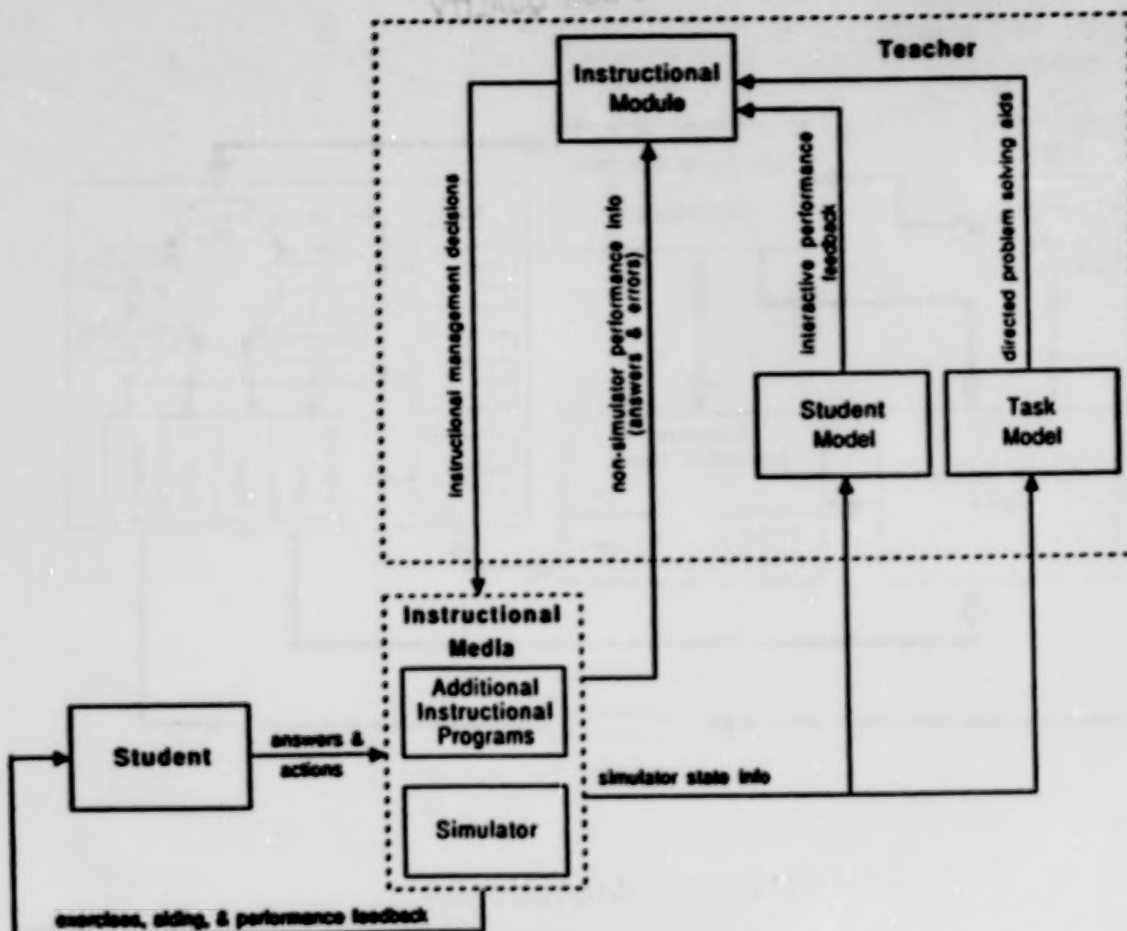 Teacher
Instructional
Module
instructional management decisions
non-simulator performance info
(answers & errors)
interactive performance
feedback
directed problem solving aids
Student
Model
Task
Model
Instructional
Media
Additional
Instructional
Programs
Simulator
Student
answers &
actions
simulator state info
exercises, aiding, & performance feedback